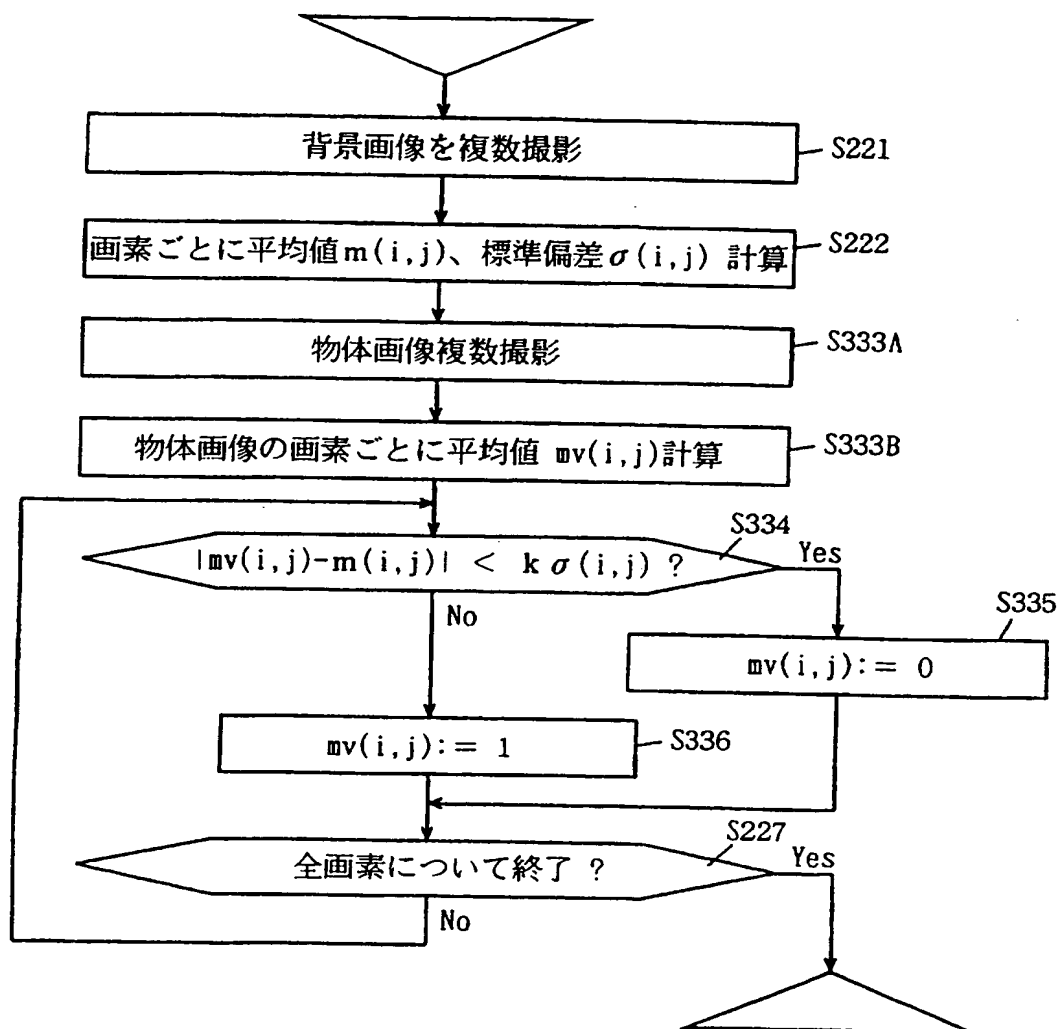 背景画像を複数撮影
S221
画素ごとに平均値m(i,j)、標準偏差σ(i,j) 計算
S222
物体画像複数撮影
S333A
物体画像の画素ごとに平均値 mv(i,j)計算
S333B
|mv(i,j)-m(i,j)| < kσ(i,j) ?
S334
Yes
No
S335
mv(i,j):= 0
mv(i,j):= 1
S336
全画素について終了 ?
S227
Yes
No